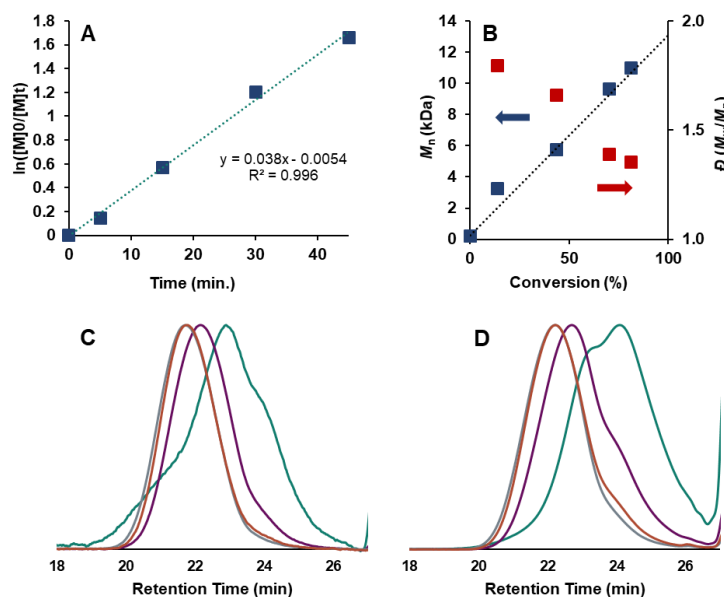 A
1.8
1.6
1.4
1.2
1
0.8
0.6
0.4
0.2
0
ln([M]0/[M]t)
y = 0.038x - 0.0054
R² = 0.996
0 20 40
Time (min.)
B
14
12
10
8
6
4
2
0
Mn (kDa)
2.0
1.5
1.0
Đ (Mw/Mn)
0 50 100
Conversion (%)
C
18 20 22 24 26
Retention Time (min)
D
18 20 22 24 26
Retention Time (min)